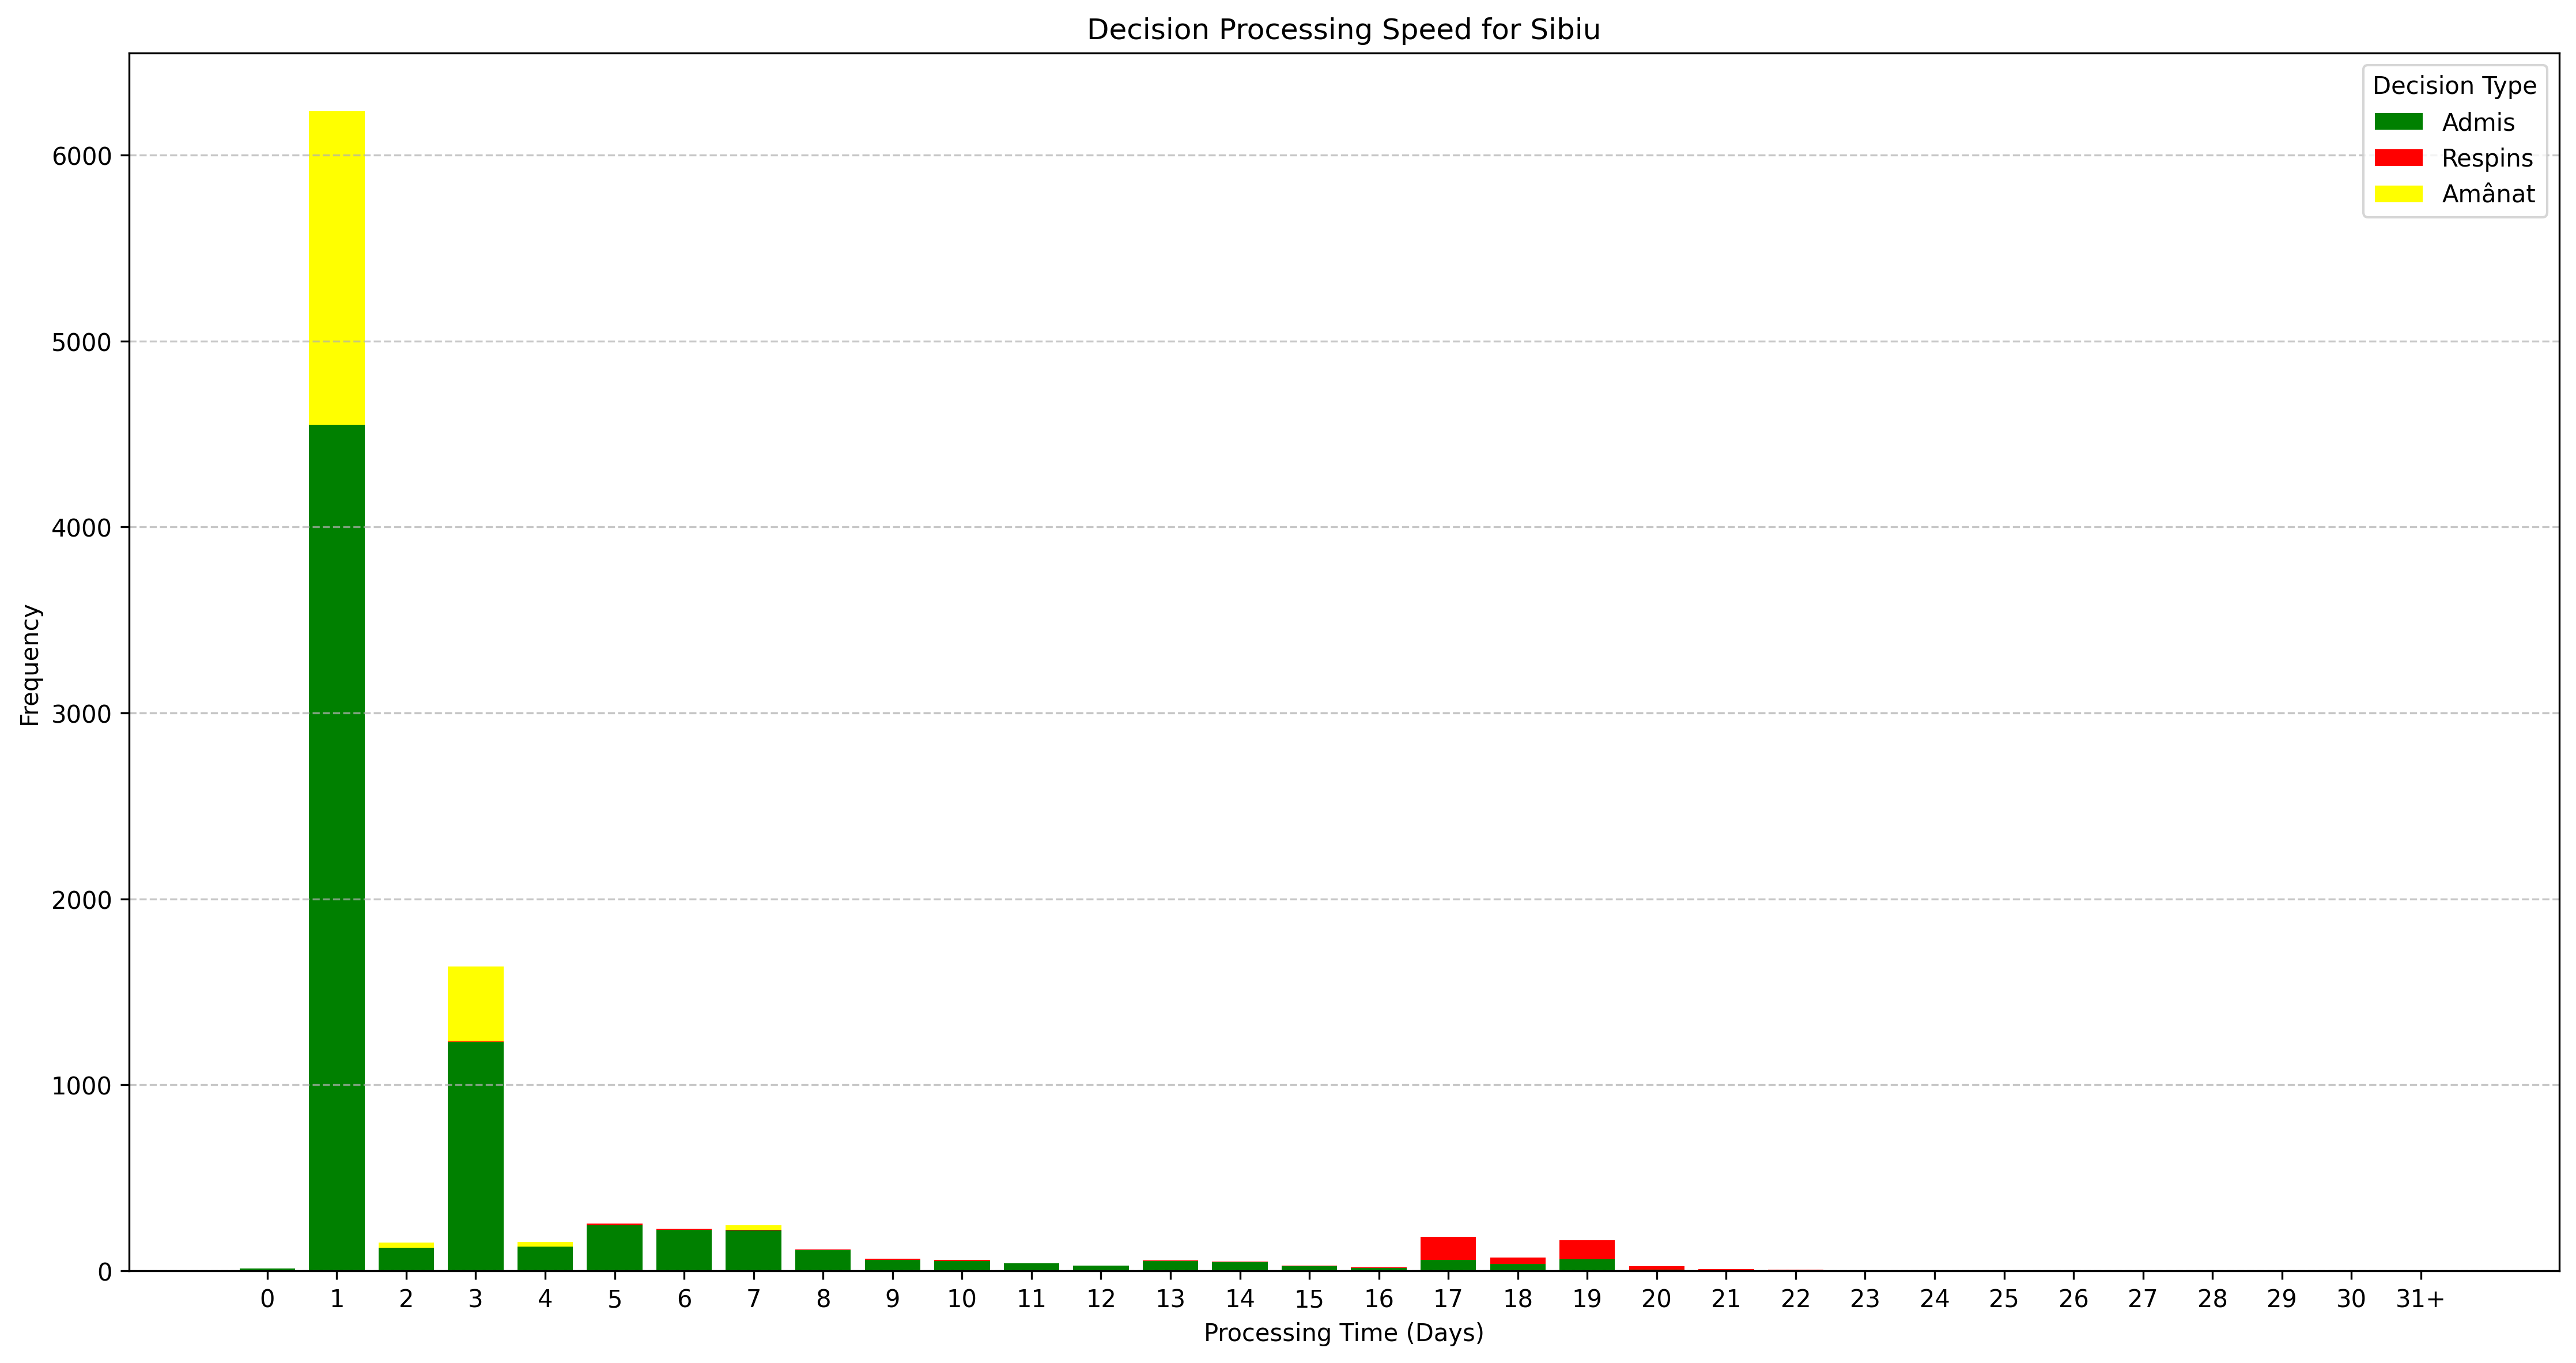 Decision Processing Speed for Sibiu
Decision Type
Admis
Respins
Amânat
Frequency
6000
5000
4000
3000
2000
1000
0
0 1 2 3 4 5 6 7 8 9 10 11 12 13 14 15 16 17 18 19 20 21 22 23 24 25 26 27 28 29 30 31+
Processing Time (Days)